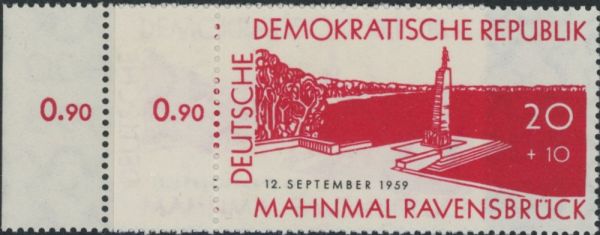 0.90
0.90
DEUTSCHE
DEMOKRATISCHE REPUBLIK
20
+ 10
12. SEPTEMBER 1959
MAHNMAL RAVENSBRÜCK